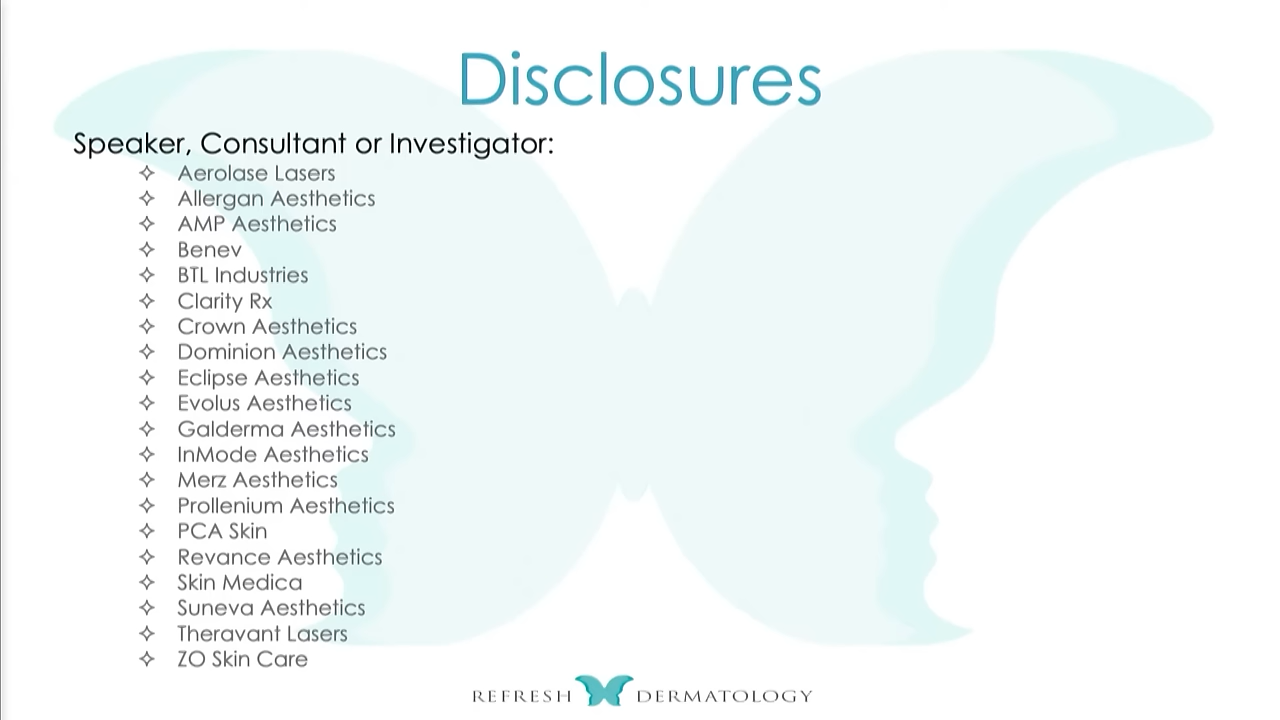 Disclosures
Speaker, Consultant or Investigator:
✧ Aerolase Lasers
✧ Allergan Aesthetics
✧ AMP Aesthetics
✧ Benev
✧ BTL Industries
✧ Clarity Rx
✧ Crown Aesthetics
✧ Dominion Aesthetics
✧ Eclipse Aesthetics
✧ Evolus Aesthetics
✧ Galderma Aesthetics
✧ InMode Aesthetics
✧ Merz Aesthetics
✧ Prollenium Aesthetics
✧ PCA Skin
✧ Revance Aesthetics
✧ Skin Medica
✧ Suneva Aesthetics
✧ Theravant Lasers
✧ ZO Skin Care
REFRESH DERMATOLOGY